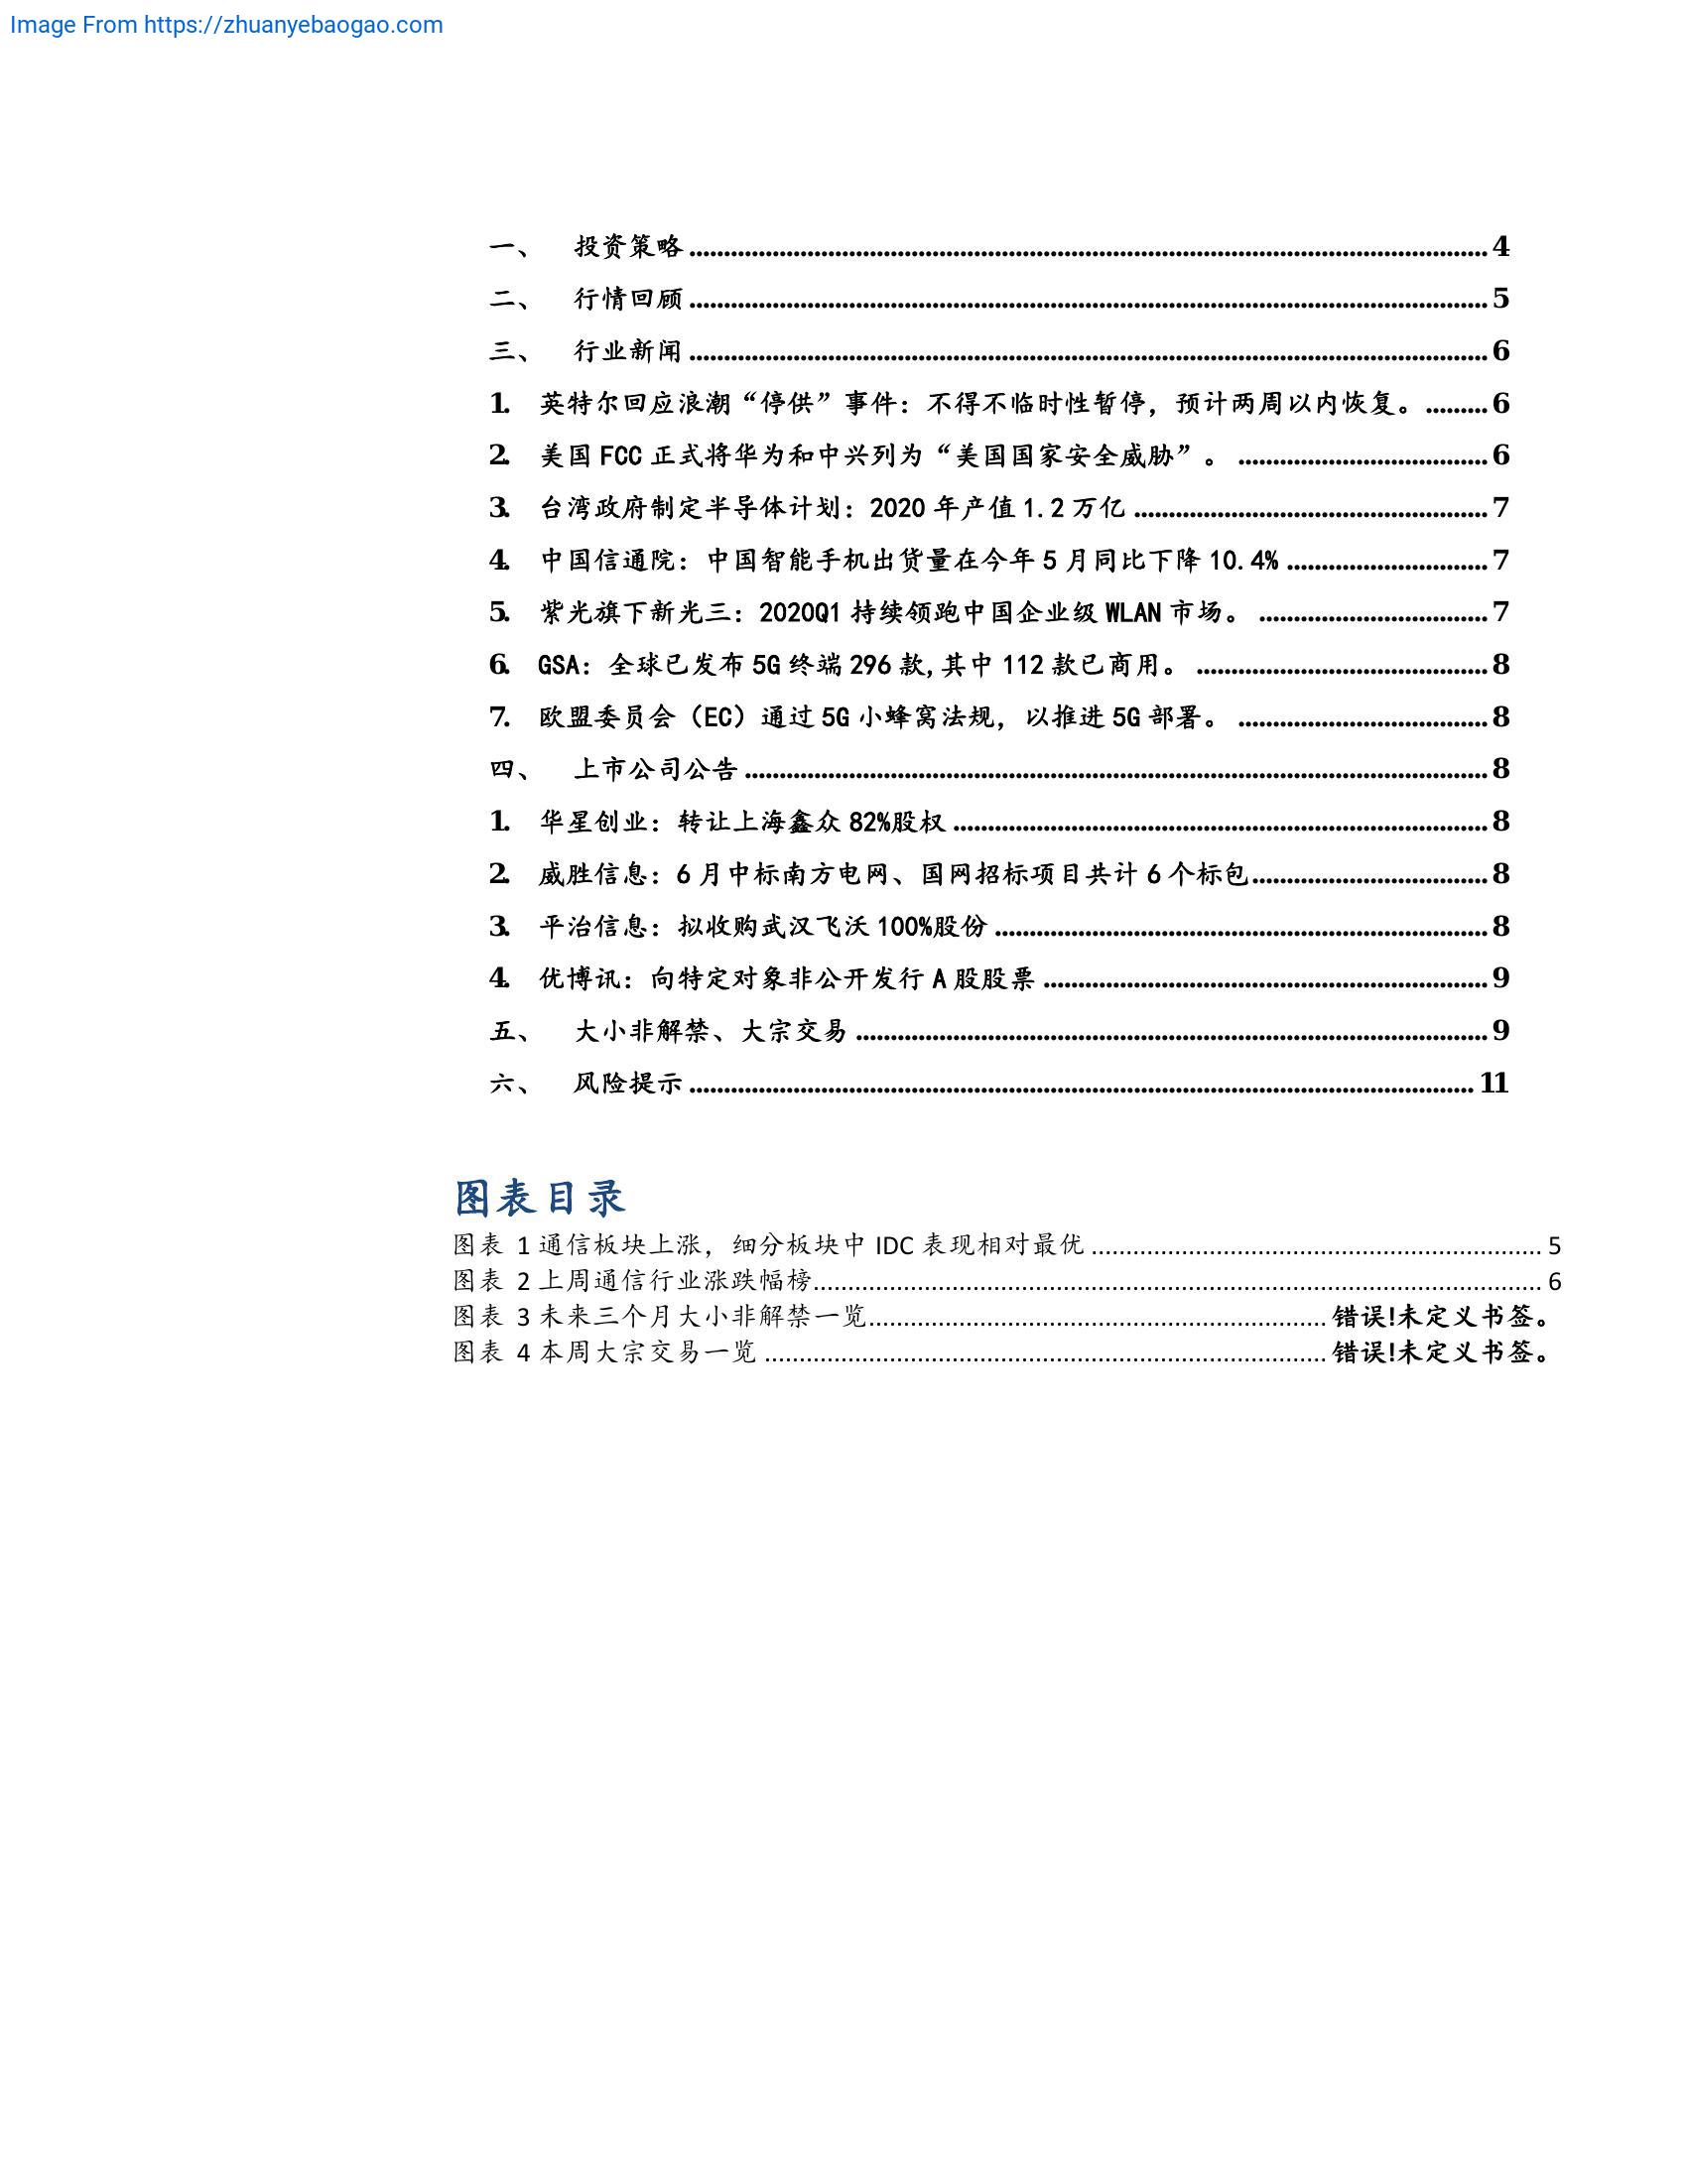 Image From https://zhuanyebaogao.com
一、 投资策略 4
二、 行情回顾 5
三、 行业新闻 6
1. 英特尔回应浪潮“停供”事件：不得不临时性暂停，预计两周以内恢复。 6
2. 美国 FCC 正式将华为和中兴列为“美国国家安全威胁”。 6
3. 台湾政府制定半导体计划：2020 年产值 1.2 万亿 7
4. 中国信通院：中国智能手机出货量在今年 5 月同比下降 10.4% 7
5. 紫光旗下新光三：2020Q1 持续领跑中国企业级 WLAN 市场。 7
6. GSA：全球已发布 5G 终端 296 款,其中 112 款已商用。 8
7. 欧盟委员会（EC）通过 5G 小蜂窝法规，以推进 5G 部署。 8
四、 上市公司公告 8
1. 华星创业：转让上海鑫众 82%股权 8
2. 威胜信息：6 月中标南方电网、国网招标项目共计 6 个标包 8
3. 平治信息：拟收购武汉飞沃 100%股份 8
4. 优博讯：向特定对象非公开发行 A 股股票 9
五、 大小非解禁、大宗交易 9
六、 风险提示 11
图表目录
图表 1 通信板块上涨，细分板块中 IDC 表现相对最优 5
图表 2 上周通信行业涨跌幅榜 6
图表 3 未来三个月大小非解禁一览 错误!未定义书签。
图表 4 本周大宗交易一览 错误!未定义书签。